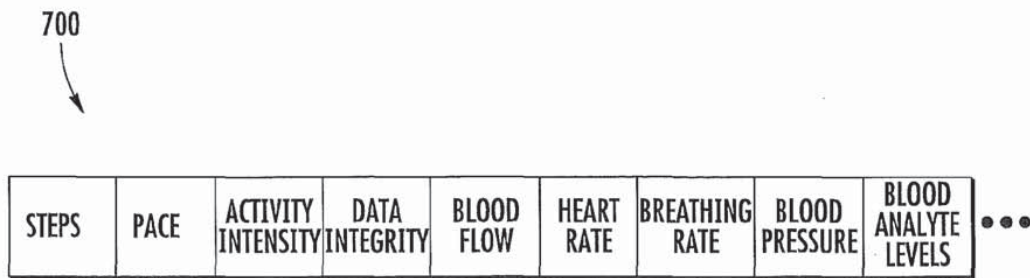 700
STEPS
PACE
ACTIVITY
INTENSITY
DATA
INTEGRITY
BLOOD
FLOW
HEART
RATE
BREATHING
RATE
BLOOD
PRESSURE
BLOOD
ANALYTE
LEVELS